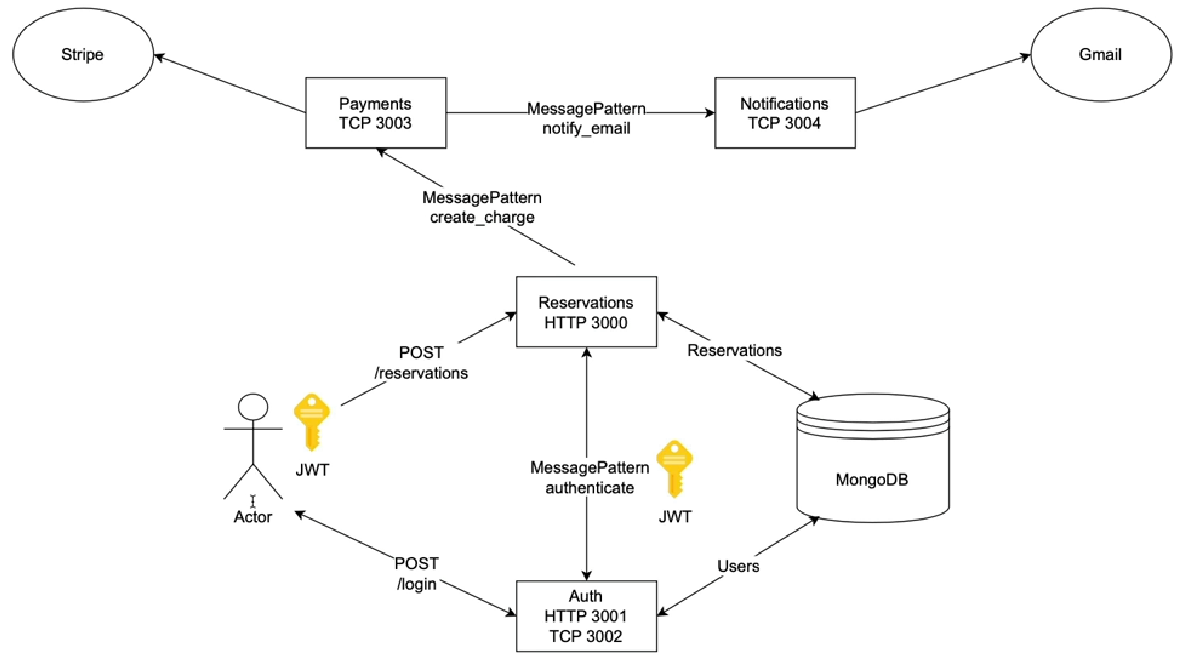 Stripe
Gmail
Payments
TCP 3003
MessagePattern
notify_email
Notifications
TCP 3004
MessagePattern
create_charge
Reservations
HTTP 3000
POST
/reservations
Reservations
JWT
MessagePattern
authenticate
JWT
MongoDB
Actor
POST
/login
Users
Auth
HTTP 3001
TCP 3002